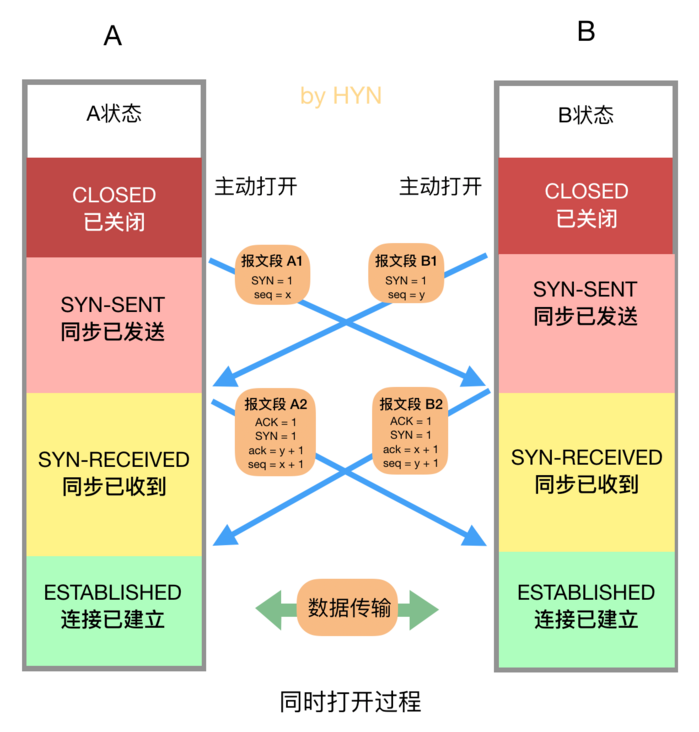 A
B
by HYN
A状态
B状态
主动打开
主动打开
CLOSED
已关闭
CLOSED
已关闭
报文段 A1
SYN = 1
seq = x
报文段 B1
SYN = 1
seq = y
SYN-SENT
同步已发送
SYN-SENT
同步已发送
报文段 A2
ACK = 1
SYN = 1
ack = y + 1
seq = x + 1
报文段 B2
ACK = 1
SYN = 1
ack = x + 1
seq = y + 1
SYN-RECEIVED
同步已收到
SYN-RECEIVED
同步已收到
ESTABLISHED
连接已建立
数据传输
ESTABLISHED
连接已建立
同时打开过程